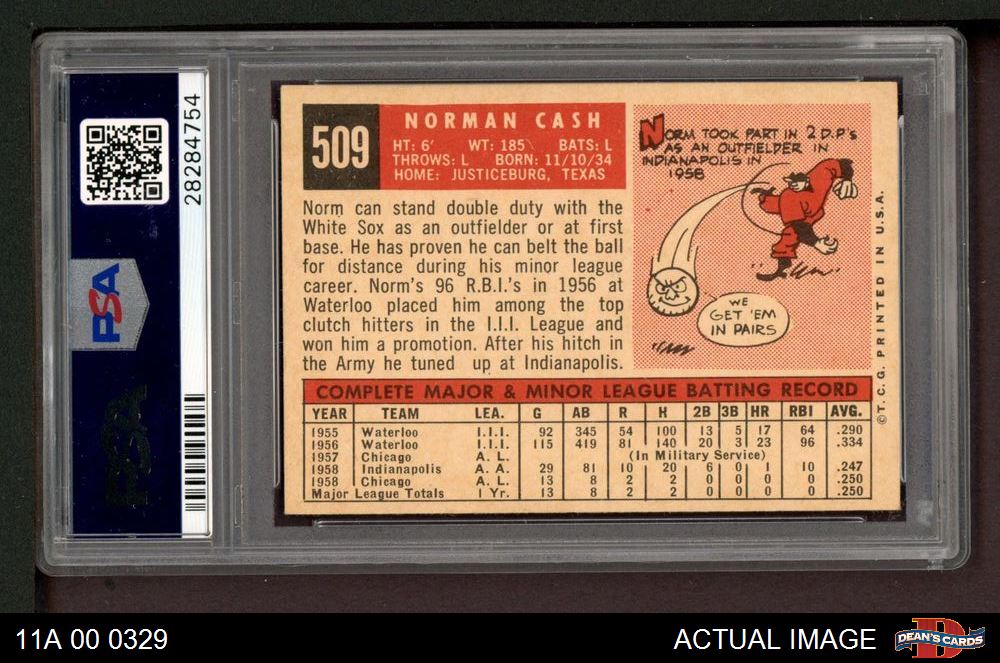 28284754
PSA
PSA
509
NORMAN CASH
HT: 6' WT: 185 BATS: L
THROWS: L BORN: 11/10/34
HOME: JUSTICEBURG, TEXAS
Norm can stand double duty with the
White Sox as an outfielder or at first
base. He has proven he can belt the ball
for distance during his minor league
career. Norm's 96 R.B.I.'s in 1956 at
Waterloo placed him among the top
clutch hitters in the I.I.I. League and
won him a promotion. After his hitch in
the Army he tuned up at Indianapolis.
NORM TOOK PART IN 2 D.P.'s
AS AN OUTFIELDER IN
INDIANAPOLIS IN
1958
WE
GET 'EM
IN PAIRS
© T.C.G. PRINTED IN U.S.A.
COMPLETE MAJOR & MINOR LEAGUE BATTING RECORD
YEAR TEAM LEA. G AB R H 2B 3B HR RBI AVG.
1955 Waterloo I.I.I. 92 345 54 100 13 5 17 64 .290
1956 Waterloo I.I.I. 115 419 81 140 20 3 23 96 .334
1957 Chicago A. L. (In Military Service)
1958 Indianapolis A. A. 29 81 10 20 6 0 1 10 .247
1958 Chicago A. L. 13 8 2 2 0 0 0 0 .250
Major League Totals 1 Yr. 13 8 2 2 0 0 0 0 .250
11A 00 0329
ACTUAL IMAGE
D
DEAN'S CARDS